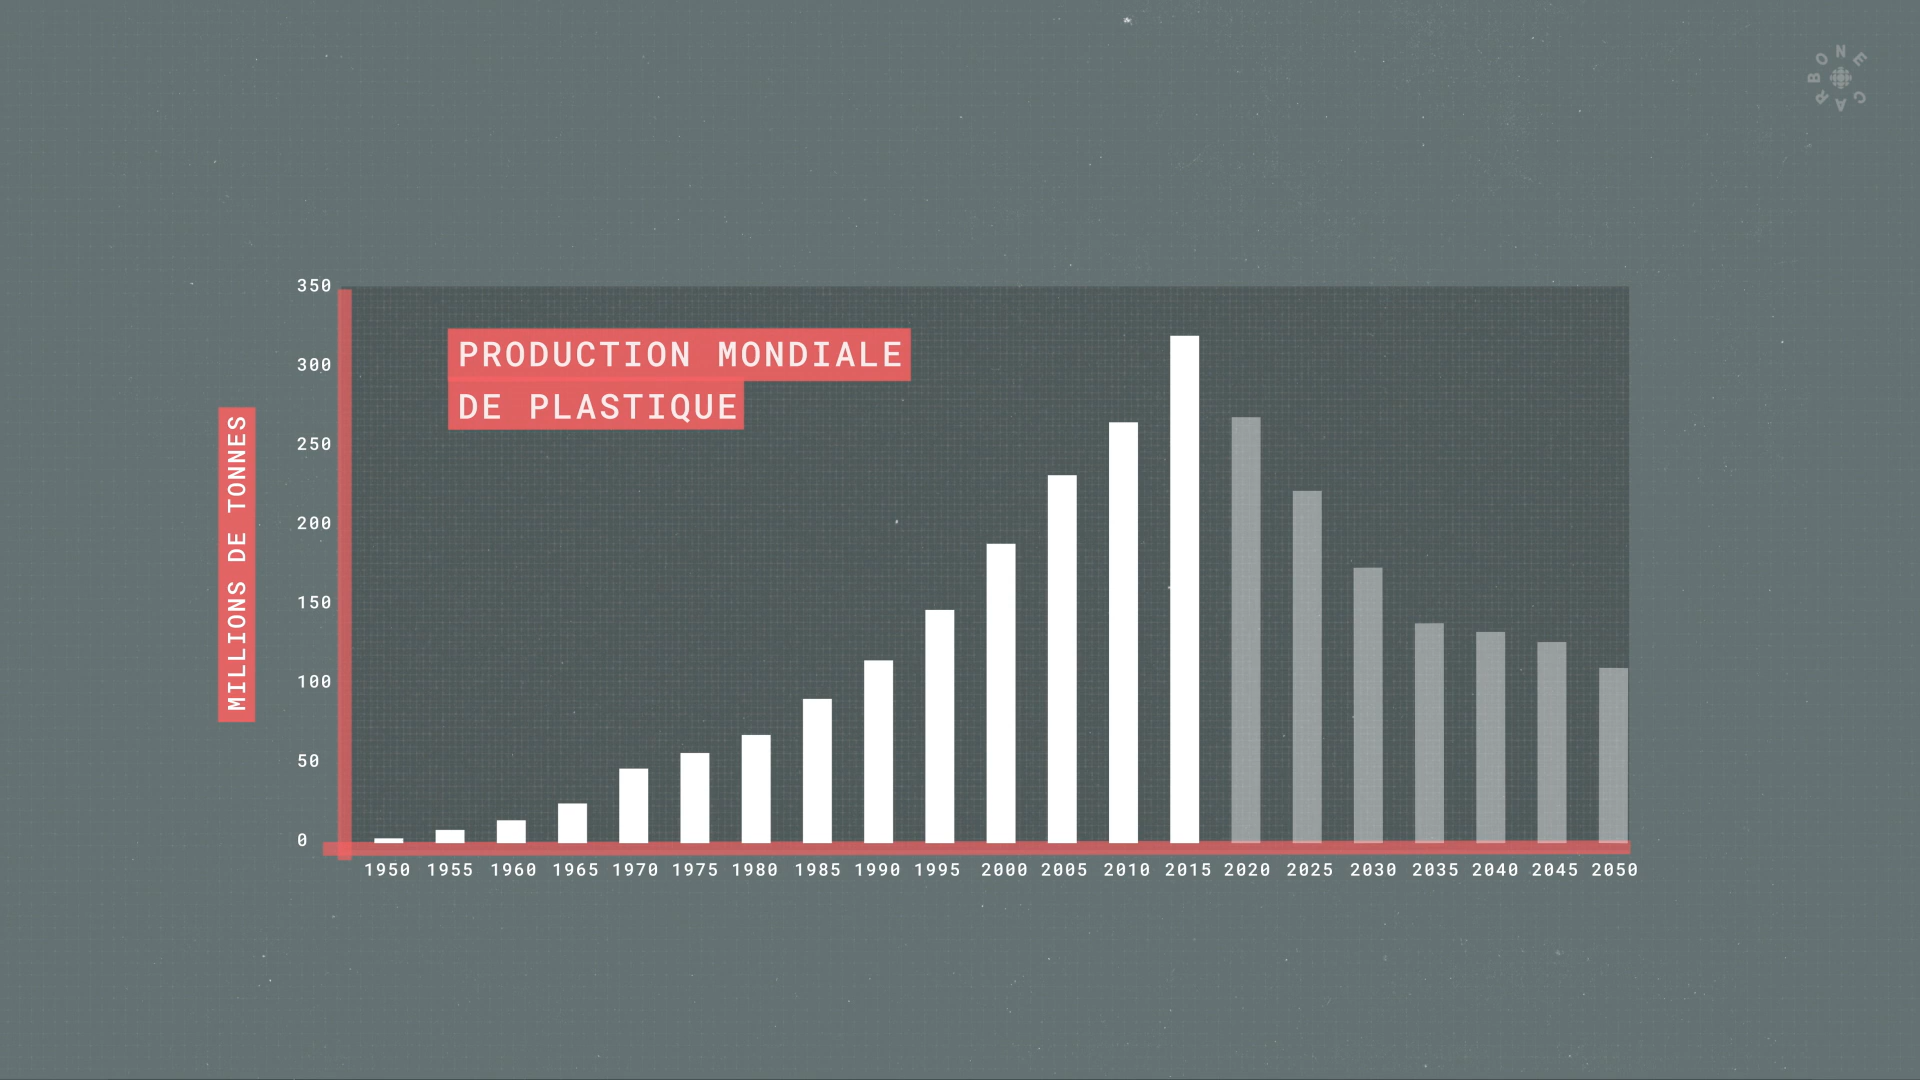 CARBONE
350
PRODUCTION MONDIALE
DE PLASTIQUE
300
250
200
150
100
50
0
MILLIONS DE TONNES
1950 1955 1960 1965 1970 1975 1980 1985 1990 1995 2000 2005 2010 2015 2020 2025 2030 2035 2040 2045 2050